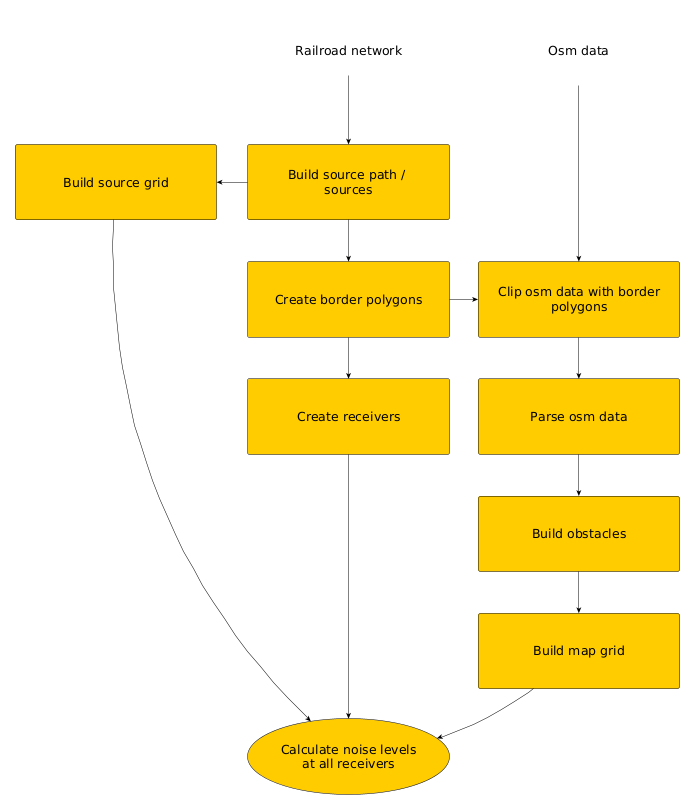 Railroad network
Osm data
Build source grid
Build source path /
sources
Create border polygons
Clip osm data with border
polygons
Create receivers
Parse osm data
Build obstacles
Build map grid
Calculate noise levels
at all receivers